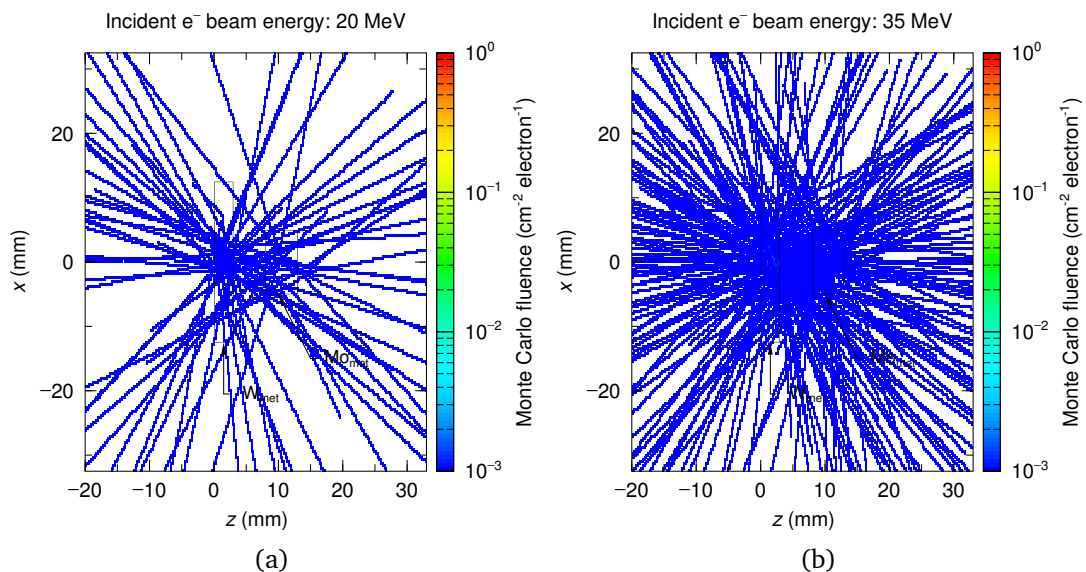 Incident e⁻ beam energy: 20 MeV
x (mm)
20
0
−20
−20
−10
0
10
20
30
z (mm)
Mo_met
W_met
10⁰
10⁻¹
10⁻²
10⁻³
Monte Carlo fluence (cm⁻² electron⁻¹)
(a)
Incident e⁻ beam energy: 35 MeV
x (mm)
20
0
−20
−20
−10
0
10
20
30
z (mm)
10⁰
10⁻¹
10⁻²
10⁻³
Monte Carlo fluence (cm⁻² electron⁻¹)
(b)